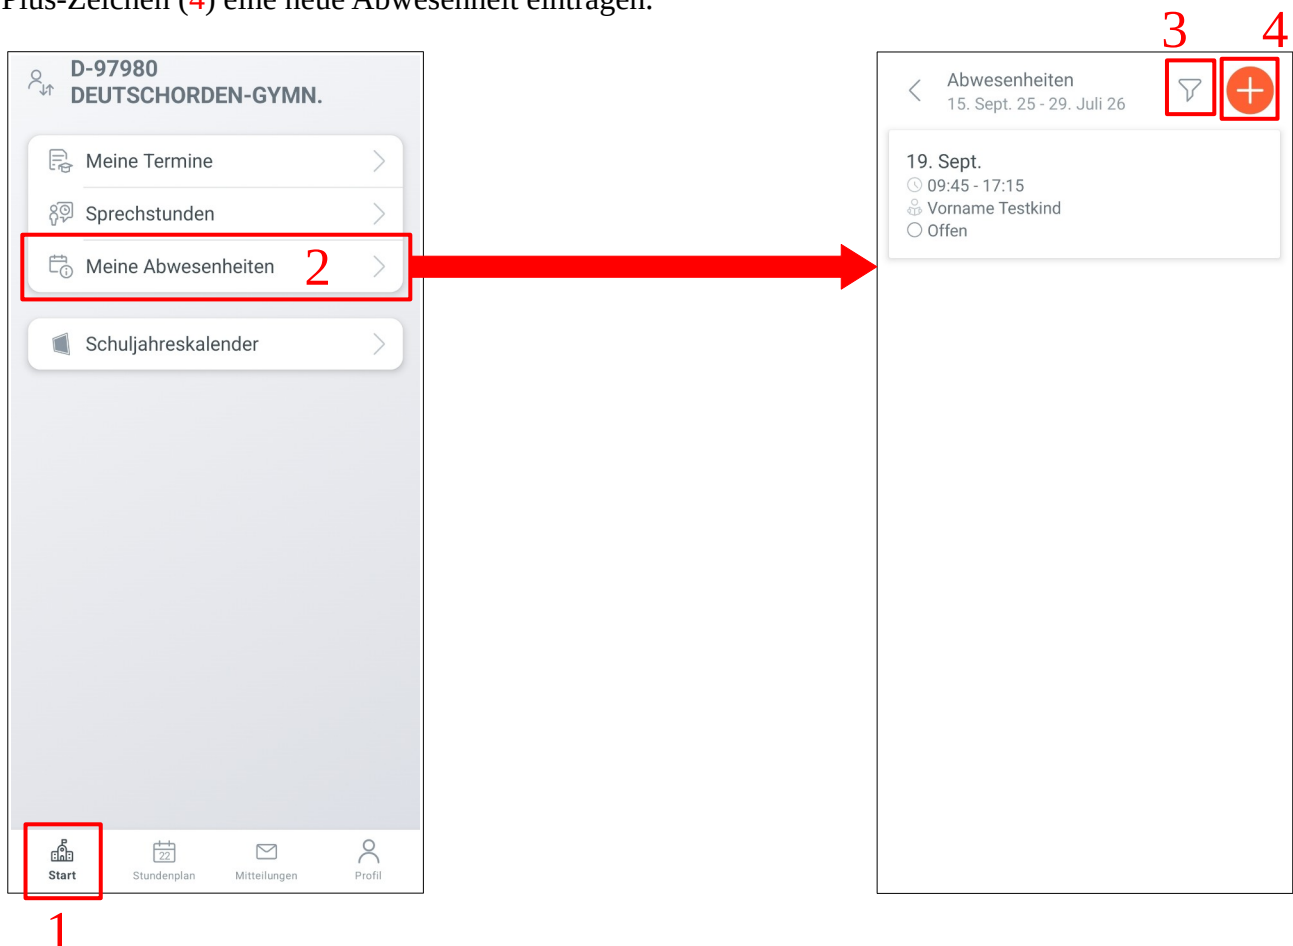 Plus-Zeichen (4) eine neue Abwesenheit eintragen.
3 4
D-97980
DEUTSCHORDEN-GYMN.
Meine Termine
Sprechstunden
Meine Abwesenheiten 2
Schuljahreskalender
22
Start Stundenplan Mitteilungen Profil
1
Abwesenheiten
15. Sept. 25 - 29. Juli 26
19. Sept.
09:45 - 17:15
Vorname Testkind
Offen